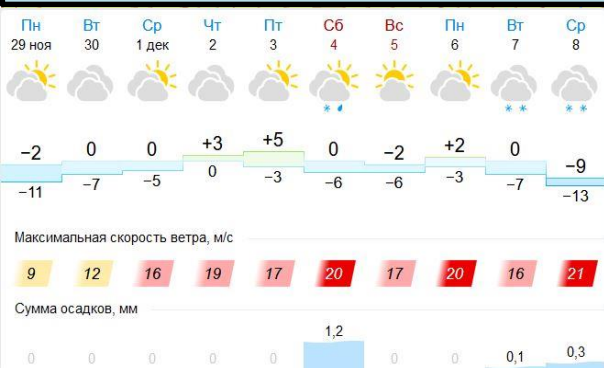 Пн Вт Ср Чт Пт Сб Вс Пн Вт Ср
29 ноя 30 1 дек 2 3 4 5 6 7 8
−2 0 0 +3 +5 0 −2 +2 0 −9
−11 −7 −5 0 −3 −6 −6 −3 −7 −13
Максимальная скорость ветра, м/с
9 12 16 19 17 20 17 20 16 21
Сумма осадков, мм
0 0 0 0 0 1,2 0 0 0,1 0,3